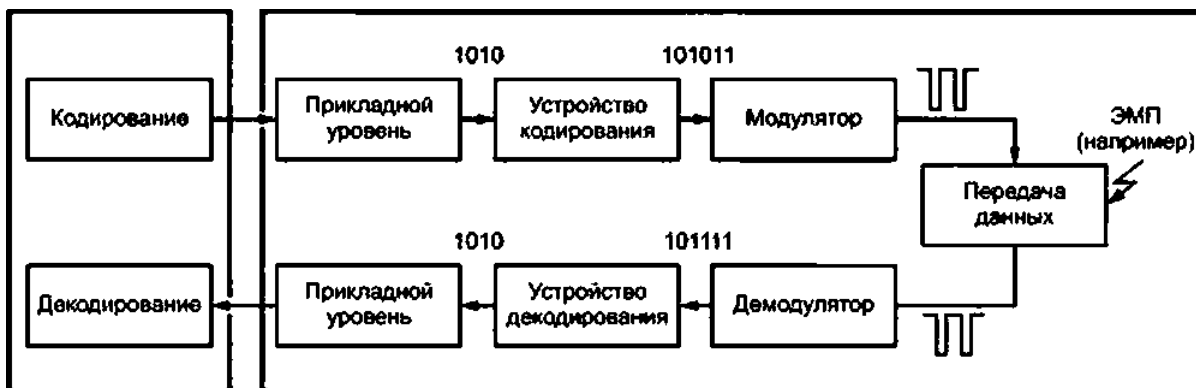 1010
101011
Кодирование
Прикладной
уровень
Устройство
кодирования
Модулятор
ЭМП
(например)
Передача
данных
1010
101111
Декодирование
Прикладной
уровень
Устройство
декодирования
Демодулятор